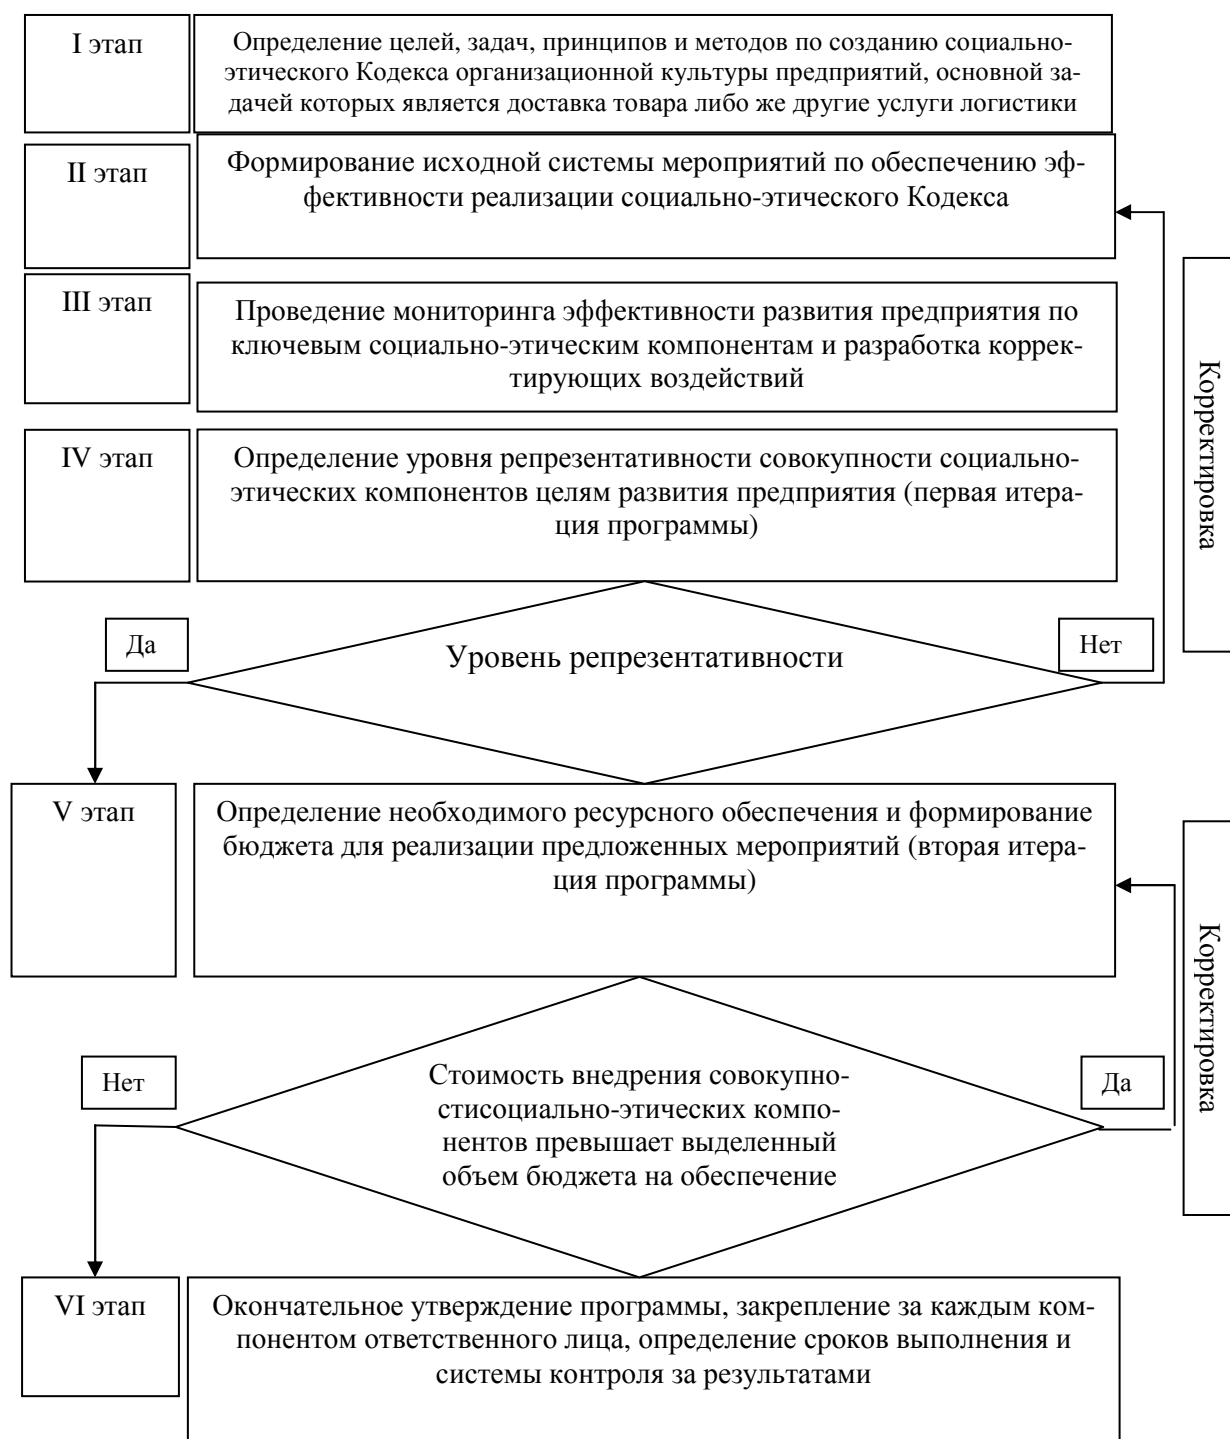 I этап
Определение целей, задач, принципов и методов по созданию социально-
этического Кодекса организационной культуры предприятий, основной за-
дачей которых является доставка товара либо же другие услуги логистики
II этап
Формирование исходной системы мероприятий по обеспечению эф-
фективности реализации социально-этического Кодекса
III этап
Проведение мониторинга эффективности развития предприятия по
ключевым социально-этическим компонентам и разработка коррек-
тирующих воздействий
Корректировка
IV этап
Определение уровня репрезентативности совокупности социально-
этических компонентов целям развития предприятия (первая итера-
ция программы)
Да
Уровень репрезентативности
Нет
V этап
Определение необходимого ресурсного обеспечения и формирование
бюджета для реализации предложенных мероприятий (вторая итера-
ция программы)
Корректировка
Нет
Стоимость внедрения совокупно-
стисоциально-этических компо-
нентов превышает выделенный
объем бюджета на обеспечение
Да
VI этап
Окончательное утверждение программы, закрепление за каждым ком-
понентом ответственного лица, определение сроков выполнения и
системы контроля за результатами